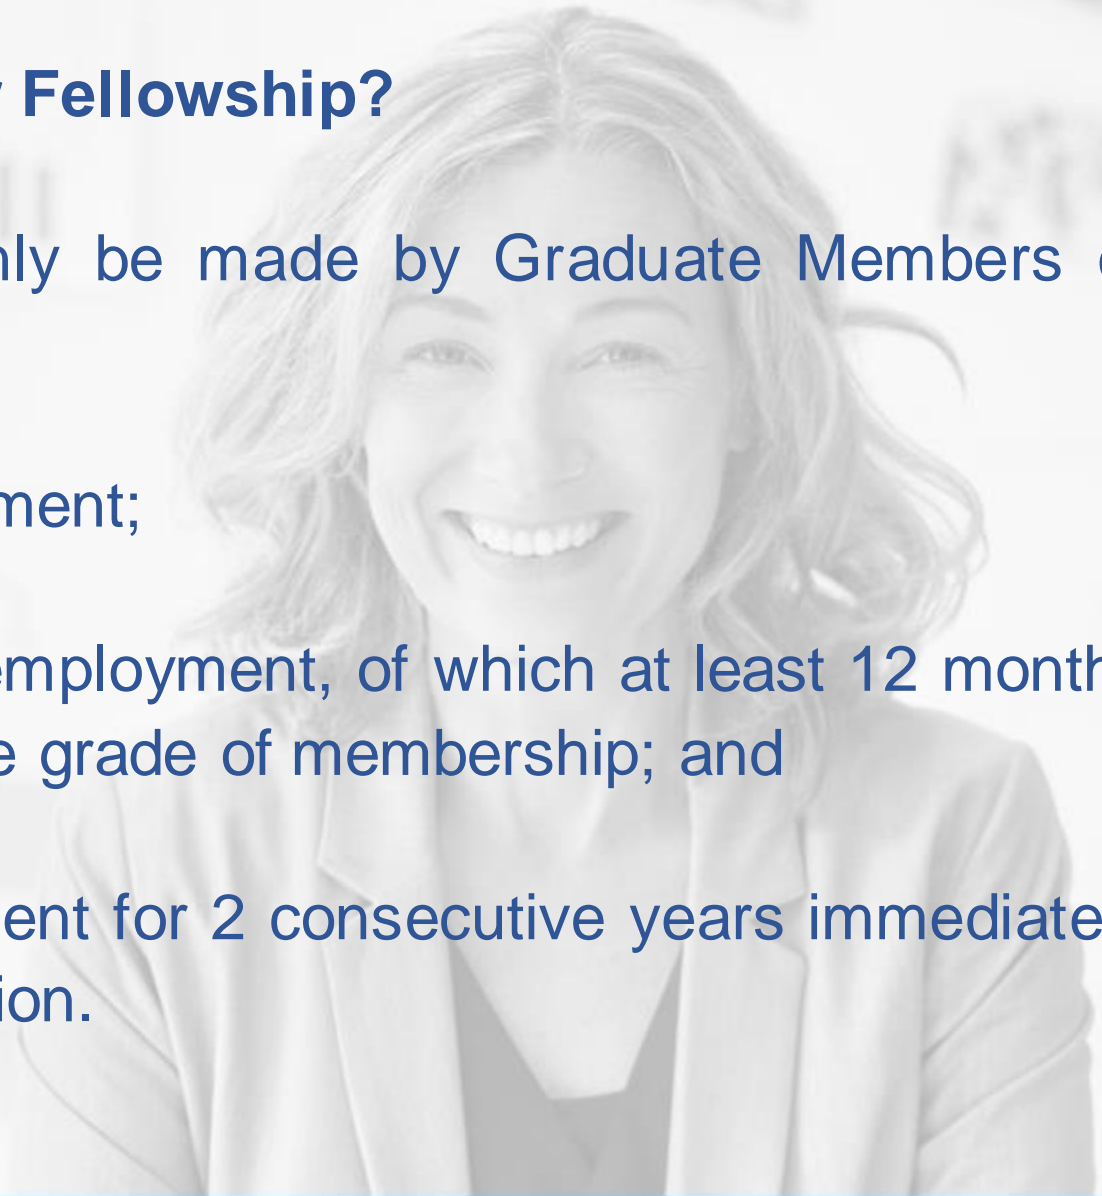 Fellowship?
nly be made by Graduate Members
ment;
employment, of which at least 12 month
e grade of membership; and
ent for 2 consecutive years immediate
ion.